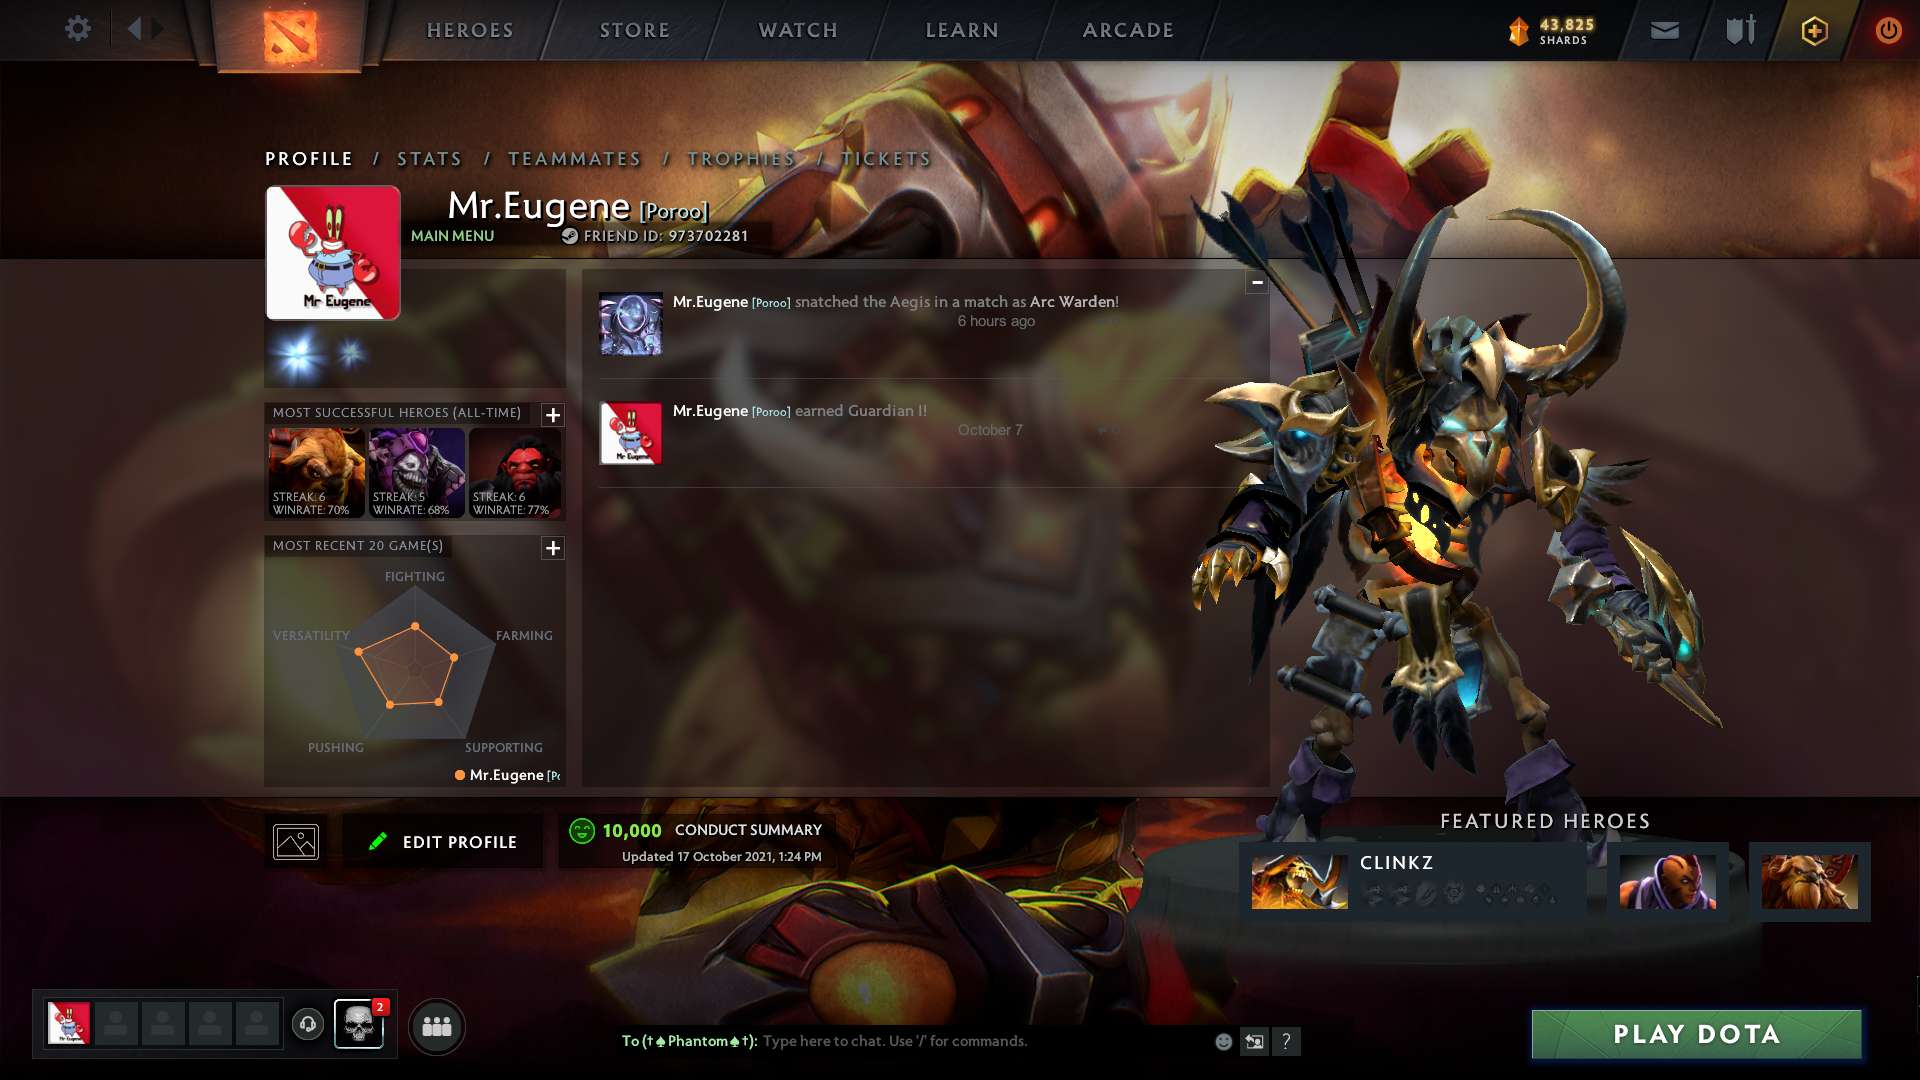 HEROES STORE WATCH LEARN ARCADE
43,825
SHARDS
PROFILE / STATS / TEAMMATES / TROPHIES / TICKETS
Mr.Eugene [Poroo]
MAIN MENU FRIEND ID: 973702281
Mr Eugene
Mr.Eugene [Poroo] snatched the Aegis in a match as Arc Warden!
6 hours ago
Mr.Eugene [Poroo] earned Guardian I!
October 7
Mr Eugene
MOST SUCCESSFUL HEROES (ALL-TIME)
STREAK: 6 STREAK: 5 STREAK: 6
WINRATE: 70% WINRATE: 68% WINRATE: 77%
MOST RECENT 20 GAME(S)
FIGHTING
VERSATILITY FARMING
PUSHING SUPPORTING
Mr.Eugene [Po
EDIT PROFILE
10,000 CONDUCT SUMMARY
Updated 17 October 2021, 1:24 PM
FEATURED HEROES
CLINKZ
2
To (†♠Phantom♠†): Type here to chat. Use '/' for commands.
?
PLAY DOTA